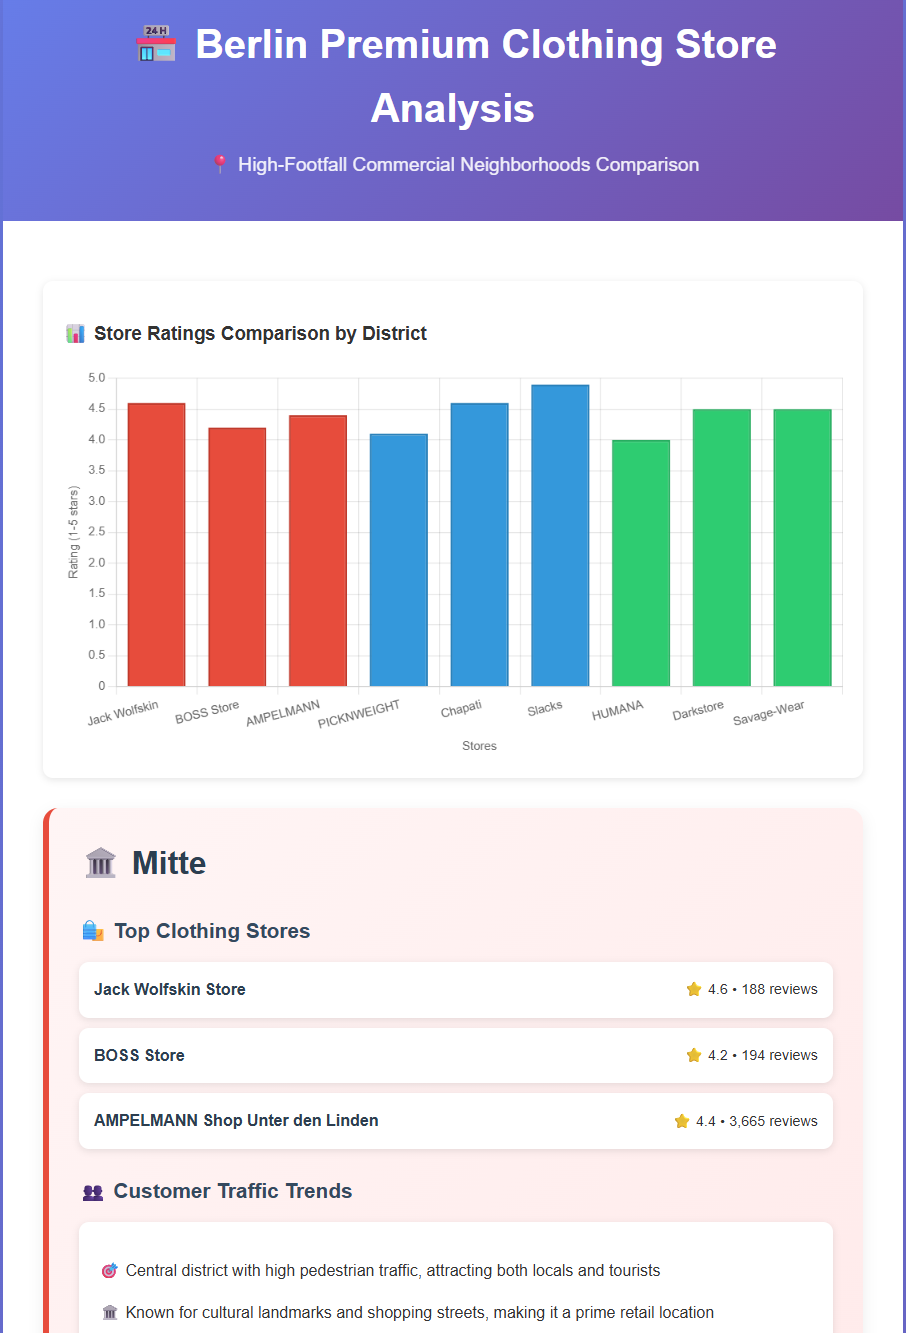 Berlin Premium Clothing Store
Analysis
High-Footfall Commercial Neighborhoods Comparison
Store Ratings Comparison by District
5.0
4.5
4.0
3.5
3.0
2.5
2.0
1.5
1.0
0.5
0
Rating (1-5 stars)
Jack Wolfskin
BOSS Store
AMPELMANN
PICKNWEIGHT
Chapati
Slacks
HUMANA
Darkstore
Savage-Wear
Stores
Mitte
Top Clothing Stores
Jack Wolfskin Store
4.6 • 188 reviews
BOSS Store
4.2 • 194 reviews
AMPELMANN Shop Unter den Linden
4.4 • 3,665 reviews
Customer Traffic Trends
Central district with high pedestrian traffic, attracting both locals and tourists
Known for cultural landmarks and shopping streets, making it a prime retail location